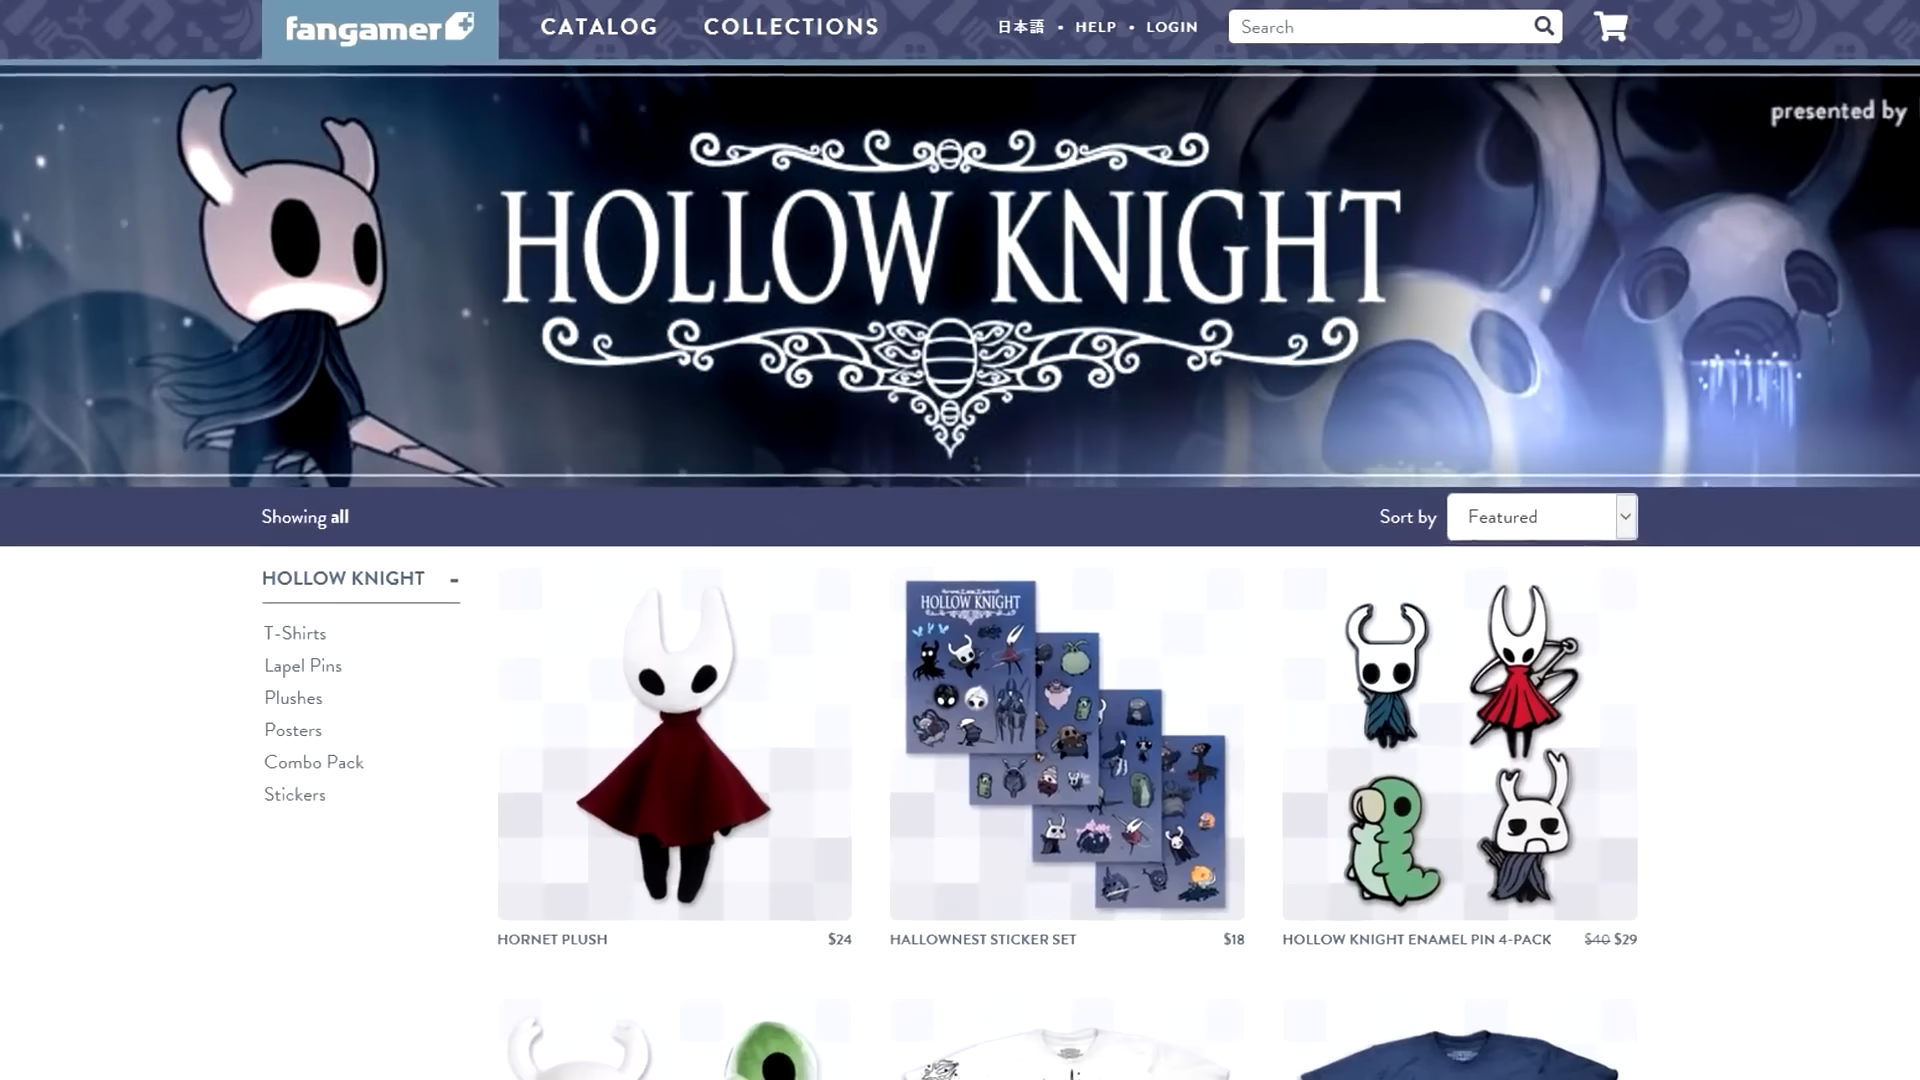 fangamer
CATALOG
COLLECTIONS
日本語 • HELP • LOGIN
Search
presented by
HOLLOW KNIGHT
Showing all
Sort by
Featured
HOLLOW KNIGHT -
T-Shirts
Lapel Pins
Plushes
Posters
Combo Pack
Stickers
HOLLOW KNIGHT
HORNET PLUSH $24
HALLOWNEST STICKER SET $18
HOLLOW KNIGHT ENAMEL PIN 4-PACK $40 $29